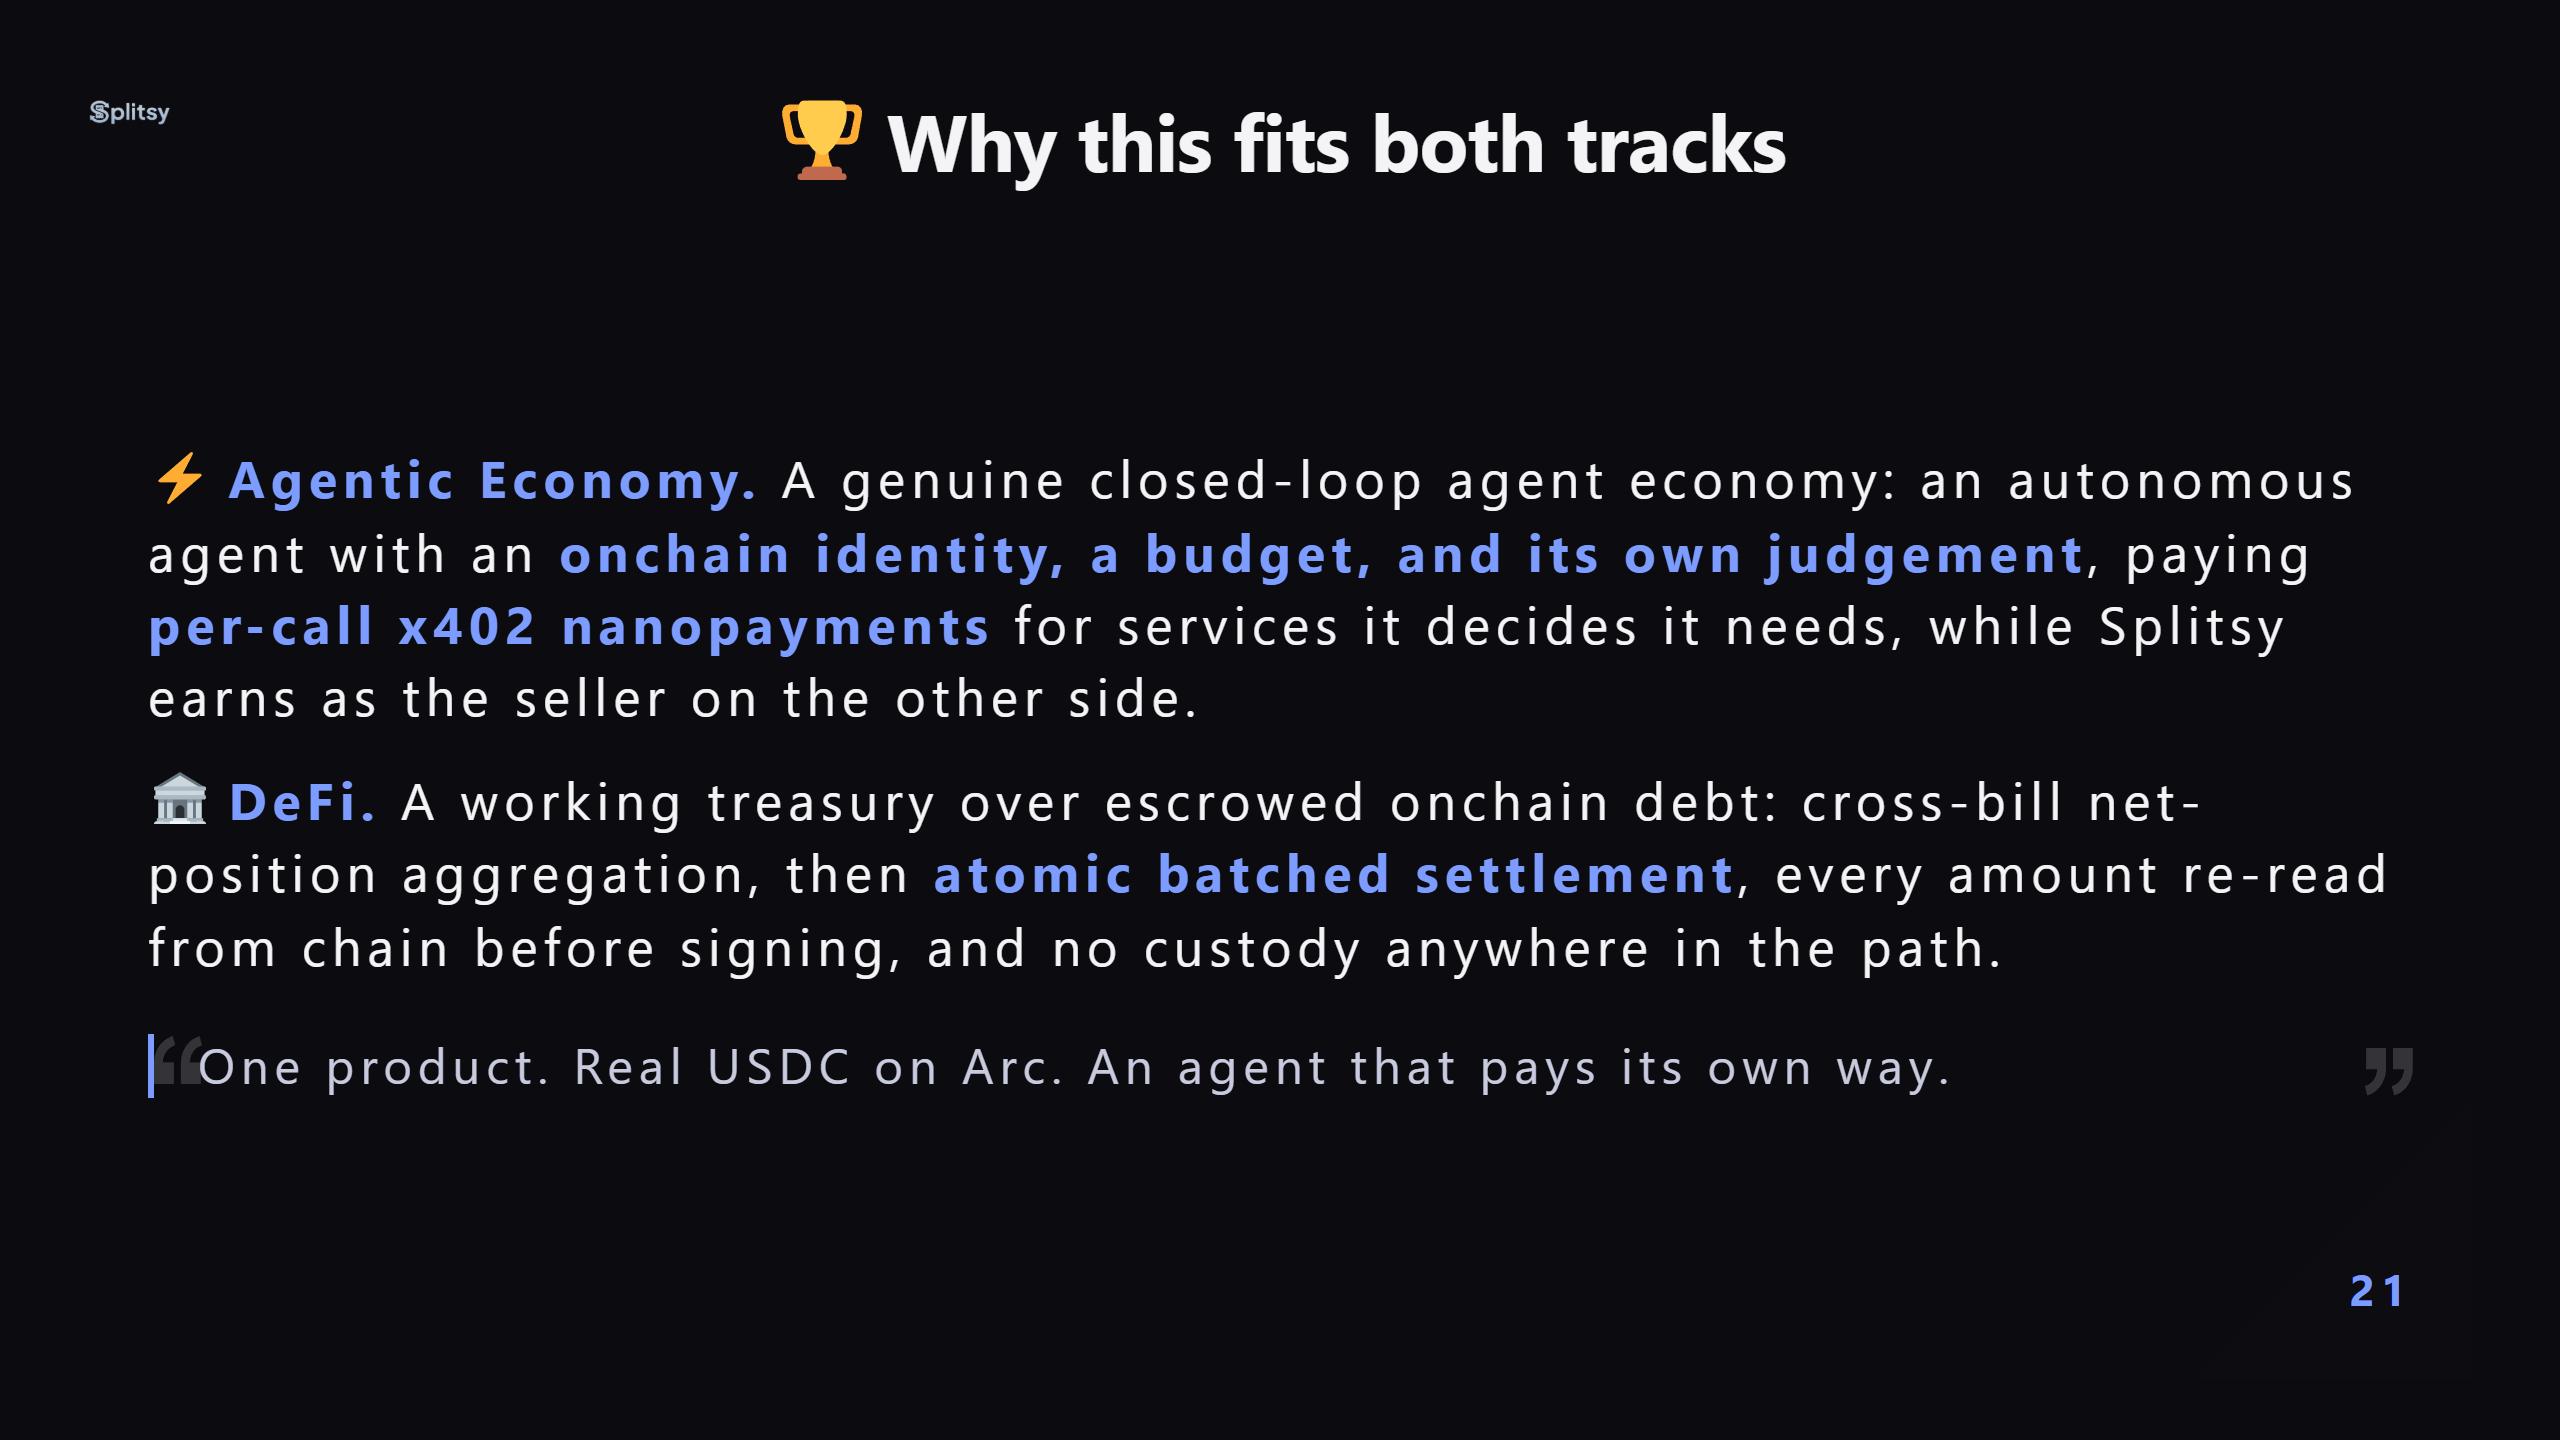 Splitsy
🏆 Why this fits both tracks
⚡ Agentic Economy. A genuine closed-loop agent economy: an autonomous
agent with an onchain identity, a budget, and its own judgement, paying
per-call x402 nanopayments for services it decides it needs, while Splitsy
earns as the seller on the other side.
🏛️ DeFi. A working treasury over escrowed onchain debt: cross-bill net-
position aggregation, then atomic batched settlement, every amount re-read
from chain before signing, and no custody anywhere in the path.
“One product. Real USDC on Arc. An agent that pays its own way. ”
21